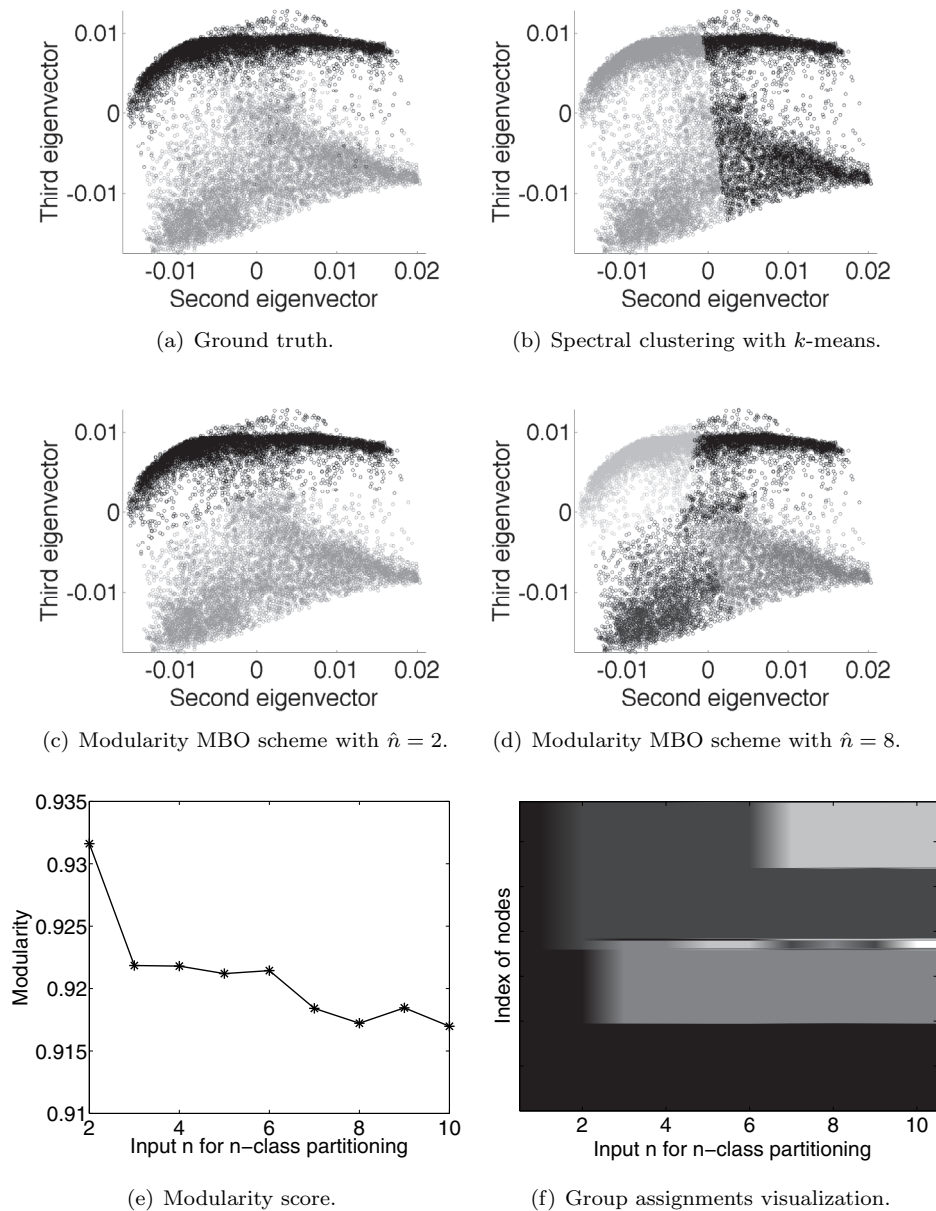 0.01
0
-0.01
Third eigenvector
-0.01 0 0.01 0.02
Second eigenvector
(a) Ground truth.
0.01
0
-0.01
Third eigenvector
-0.01 0 0.01 0.02
Second eigenvector
(b) Spectral clustering with k-means.
0.01
0
-0.01
Third eigenvector
-0.01 0 0.01 0.02
Second eigenvector
(c) Modularity MBO scheme with n̂ = 2.
0.01
0
-0.01
Third eigenvector
-0.01 0 0.01 0.02
Second eigenvector
(d) Modularity MBO scheme with n̂ = 8.
0.935
0.93
0.925
0.92
0.915
0.91
Modularity
2 4 6 8 10
Input n for n−class partitioning
(e) Modularity score.
Index of nodes
2 4 6 8 10
Input n for n−class partitioning
(f) Group assignments visualization.